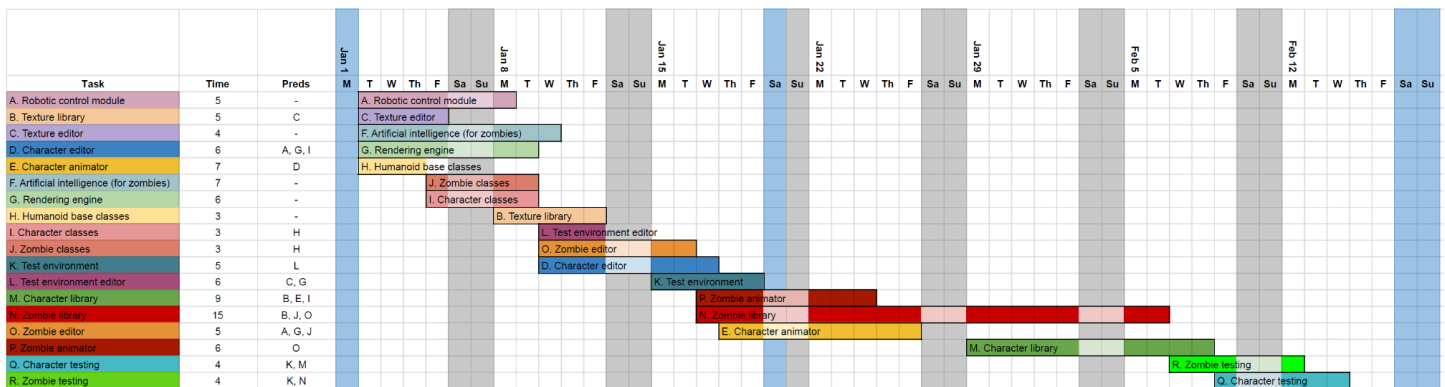 Jan 1 Jan 8 Jan 15 Jan 22 Jan 29 Feb 5 Feb 12
Task Time Preds M T W Th F Sa Su M T W Th F Sa Su M T W Th F Sa Su M T W Th F Sa Su M T W Th F Sa Su M T W Th F Sa Su M T W Th F Sa Su
A. Robotic control module 5 - A. Robotic control module
B. Texture library 5 C C. Texture editor
C. Texture editor 4 - F. Artificial intelligence (for zombies)
D. Character editor 6 A, G, I G. Rendering engine
E. Character animator 7 D H. Humanoid base classes
F. Artificial intelligence (for zombies) 7 - J. Zombie classes
G. Rendering engine 6 - I. Character classes
H. Humanoid base classes 3 - B. Texture library
I. Character classes 3 H L. Test environment editor
J. Zombie classes 3 H O. Zombie editor
K. Test environment 5 L D. Character editor
L. Test environment editor 6 C, G K. Test environment
M. Character library 9 B, E, I P. Zombie animator
N. Zombie library 15 B, J, O N. Zombie library
O. Zombie editor 5 A, G, J E. Character animator
P. Zombie animator 6 O M. Character library
Q. Character testing 4 K, M R. Zombie testing
R. Zombie testing 4 K, N Q. Character testing